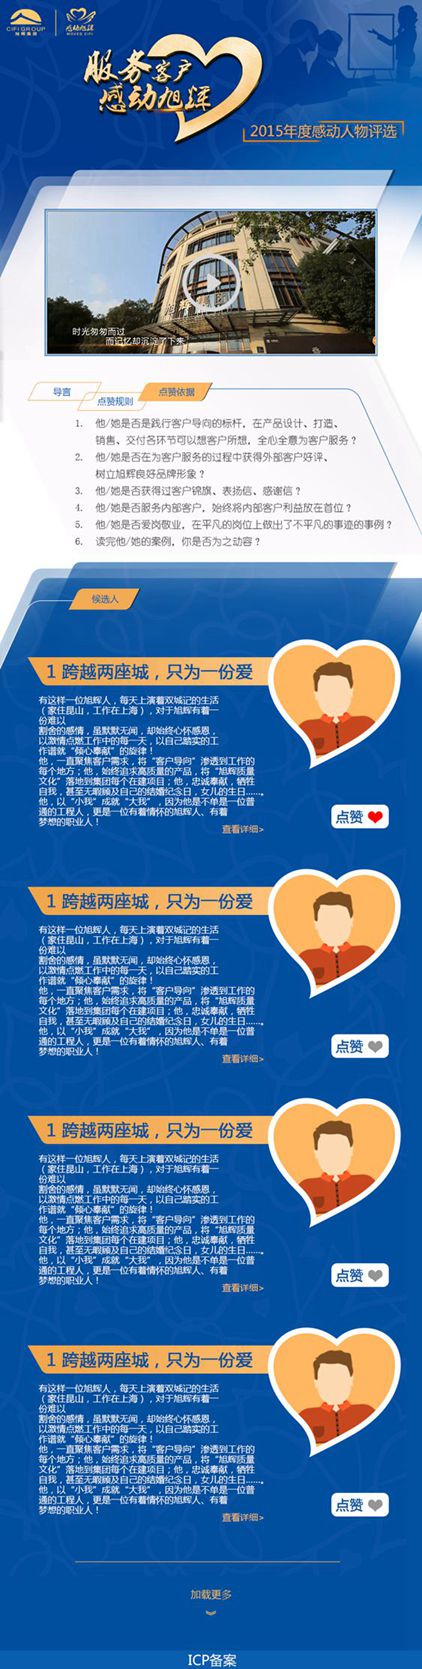 CIFI GROUP
旭辉集团
感动旭辉
MOVED CIFI
服务客户
感动旭辉
2015年度感动人物评选
时光匆匆而过
而记忆却沉淀了下来
导言
点赞规则
点赞依据
1. 他/她是否是践行客户导向的标杆，在产品设计、打造、
销售、交付各环节可以想客户所想，全心全意为客户服务？
2. 他/她是否在为客户服务的过程中获得外部客户好评、
树立旭辉良好品牌形象？
3. 他/她是否获得过客户锦旗、表扬信、感谢信？
4. 他/她是否服务内部客户，始终将内部客户利益放在首位？
5. 他/她是否爱岗敬业，在平凡的岗位上做出了不平凡的事迹的事例？
6. 读完他/她的案例，你是否为之动容？
候选人
1 跨越两座城，只为一份爱
有这样一位旭辉人，每天上演着双城记的生活
（家住昆山，工作在上海），对于旭辉有着一
份难以
割舍的感情，虽默默无闻，却始终心怀感恩，
以激情点燃工作中的每一天，以自己踏实的工
作谱就“倾心奉献”的旋律！
他，一直聚焦客户需求，将“客户导向”渗透到工作的
每个地方；他，始终追求高质量的产品，将“旭辉质量
文化”落地到集团每个在建项目；他，忠诚奉献，牺牲
自我，甚至无暇顾及自己的结婚纪念日，女儿的生日……。
他，以“小我”成就“大我”，因为他是不单是一位普
通的工程人，更是一位有着情怀的旭辉人、有着
梦想的职业人！
查看详细>
点赞
1 跨越两座城，只为一份爱
有这样一位旭辉人，每天上演着双城记的生活
（家住昆山，工作在上海），对于旭辉有着一
份难以
割舍的感情，虽默默无闻，却始终心怀感恩，
以激情点燃工作中的每一天，以自己踏实的工
作谱就“倾心奉献”的旋律！
他，一直聚焦客户需求，将“客户导向”渗透到工作的
每个地方；他，始终追求高质量的产品，将“旭辉质量
文化”落地到集团每个在建项目；他，忠诚奉献，牺牲
自我，甚至无暇顾及自己的结婚纪念日，女儿的生日……。
他，以“小我”成就“大我”，因为他是不单是一位普
通的工程人，更是一位有着情怀的旭辉人、有着
梦想的职业人！
查看详细>
点赞
1 跨越两座城，只为一份爱
有这样一位旭辉人，每天上演着双城记的生活
（家住昆山，工作在上海），对于旭辉有着一
份难以
割舍的感情，虽默默无闻，却始终心怀感恩，
以激情点燃工作中的每一天，以自己踏实的工
作谱就“倾心奉献”的旋律！
他，一直聚焦客户需求，将“客户导向”渗透到工作的
每个地方；他，始终追求高质量的产品，将“旭辉质量
文化”落地到集团每个在建项目；他，忠诚奉献，牺牲
自我，甚至无暇顾及自己的结婚纪念日，女儿的生日……。
他，以“小我”成就“大我”，因为他是不单是一位普
通的工程人，更是一位有着情怀的旭辉人、有着
梦想的职业人！
查看详细>
点赞
1 跨越两座城，只为一份爱
有这样一位旭辉人，每天上演着双城记的生活
（家住昆山，工作在上海），对于旭辉有着一
份难以
割舍的感情，虽默默无闻，却始终心怀感恩，
以激情点燃工作中的每一天，以自己踏实的工
作谱就“倾心奉献”的旋律！
他，一直聚焦客户需求，将“客户导向”渗透到工作的
每个地方；他，始终追求高质量的产品，将“旭辉质量
文化”落地到集团每个在建项目；他，忠诚奉献，牺牲
自我，甚至无暇顾及自己的结婚纪念日，女儿的生日……。
他，以“小我”成就“大我”，因为他是不单是一位普
通的工程人，更是一位有着情怀的旭辉人、有着
梦想的职业人！
查看详细>
点赞
加载更多
ICP备案